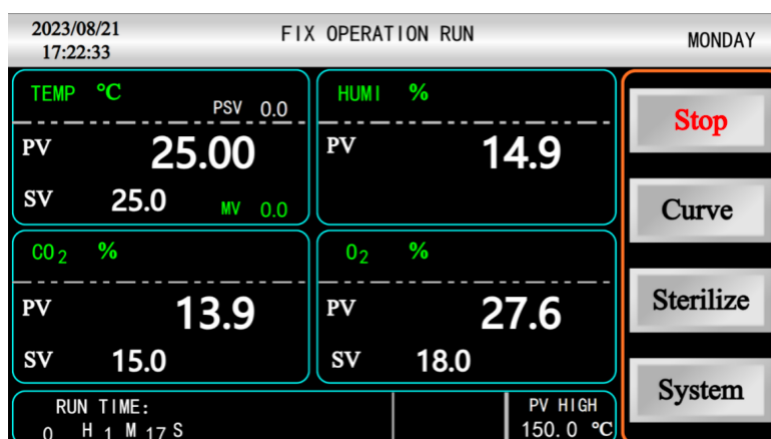 2023/08/21
17:22:33
FIX OPERATION RUN
MONDAY
TEMP °C
PSV 0.0
PV 25.00
SV 25.0 MV 0.0
HUMI %
PV 14.9
CO2 %
PV 13.9
SV 15.0
O2 %
PV 27.6
SV 18.0
RUN TIME:
0 H 1 M 17 S
PV HIGH
150.0 °C
Stop
Curve
Sterilize
System